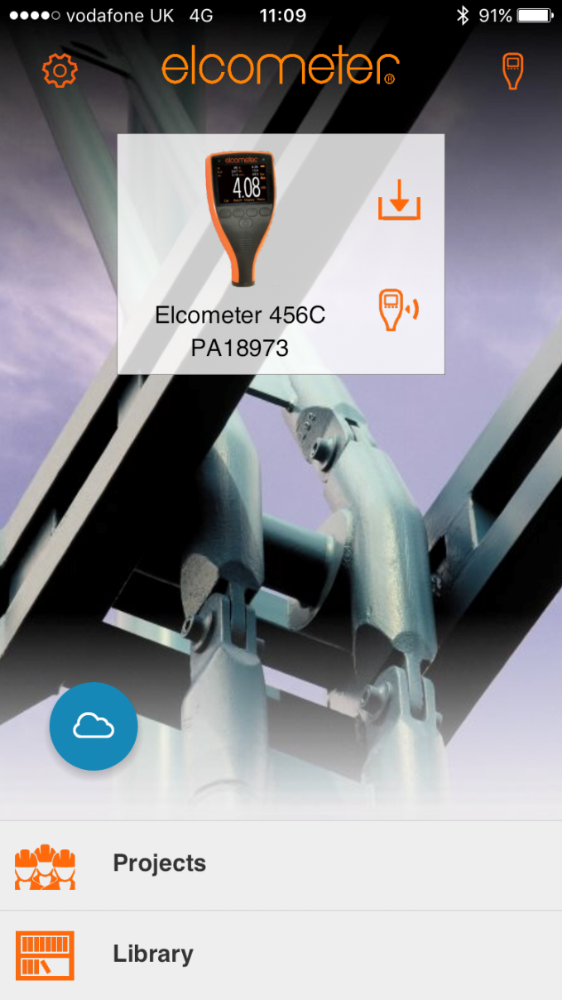 vodafone UK 4G 11:09 91%
elcometer®
elcometer
4.08
Elcometer 456C
PA18973
Projects
Library